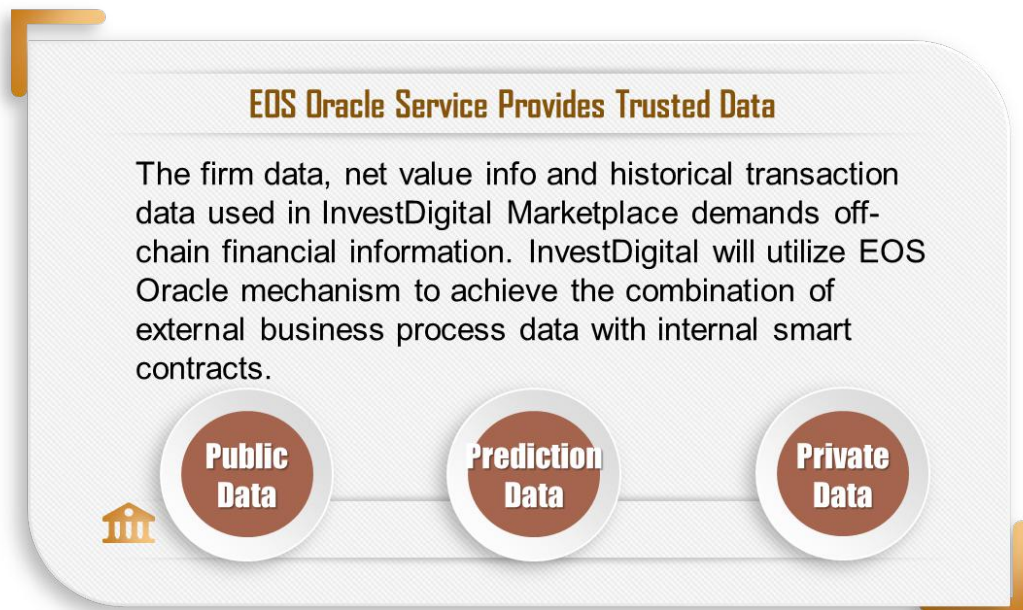 EOS Oracle Service Provides Trusted Data
The firm data, net value info and historical transaction
data used in InvestDigital Marketplace demands off-
chain financial information. InvestDigital will utilize EOS
Oracle mechanism to achieve the combination of
external business process data with internal smart
contracts.
Public
Data
Prediction
Data
Private
Data